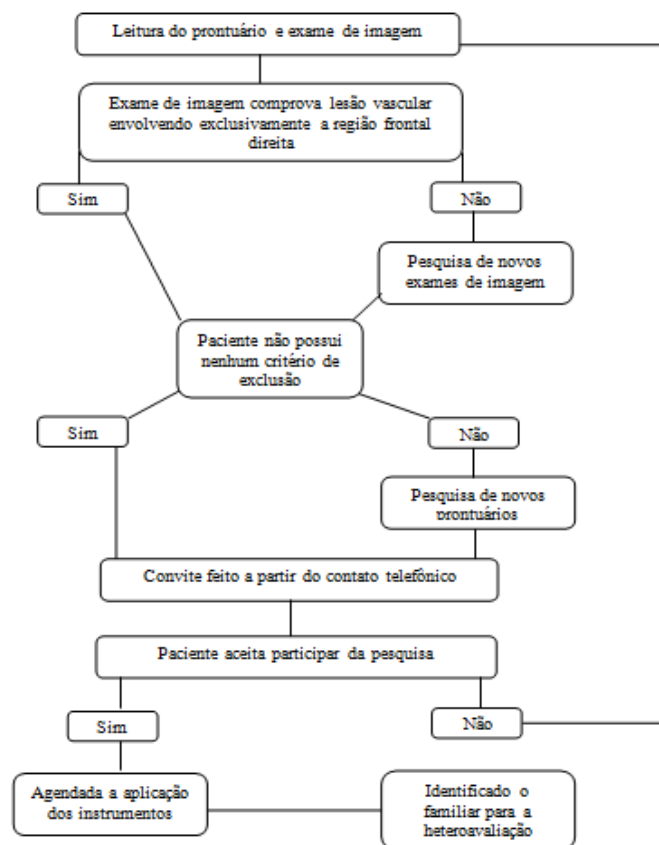 Leitura do prontuário e exame de imagem
Exame de imagem comprova lesão vascular
envolvendo exclusivamente a região frontal
direita
Sim
Não
Pesquisa de novos
exames de imagem
Paciente não possui
nenhum critério de
exclusão
Sim
Não
Pesquisa de novos
prontuários
Convite feito a partir do contato telefônico
Paciente aceita participar da pesquisa
Sim
Não
Agendada a aplicação
dos instrumentos
Identificado o
familiar para a
heteroavaliação